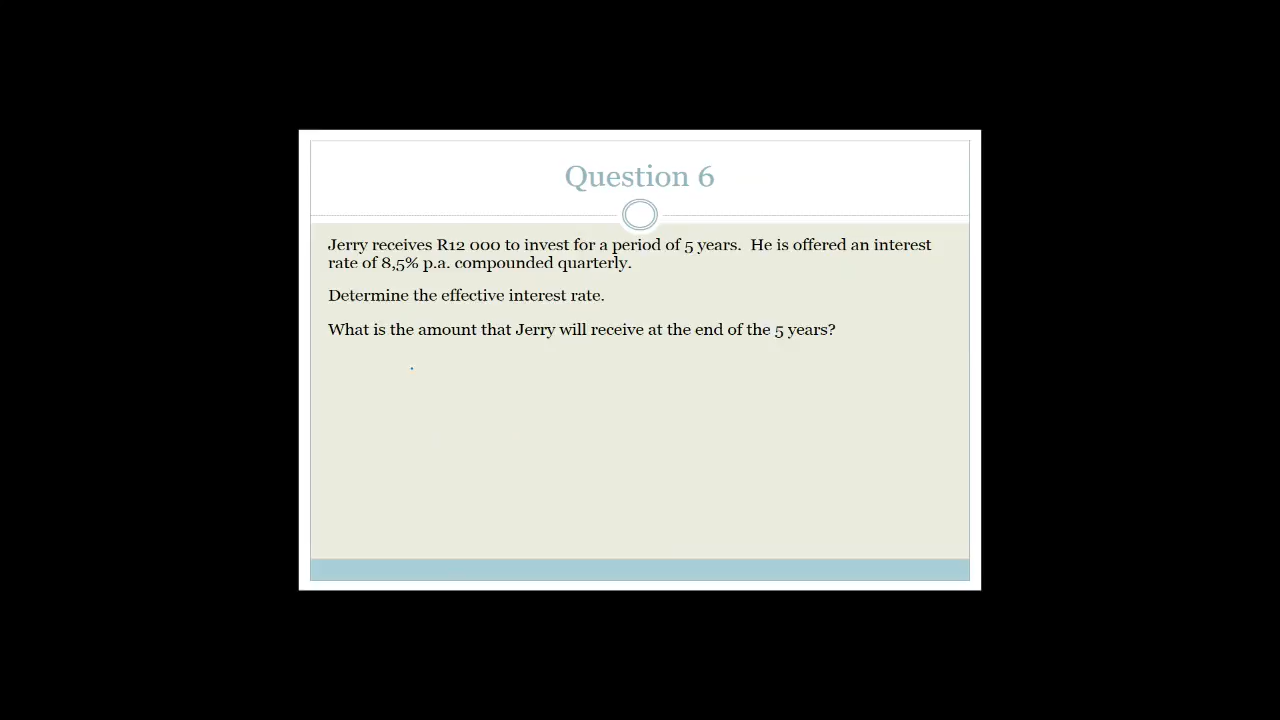 Question 6
Jerry receives R12 000 to invest for a period of 5 years.  He is offered an interest
rate of 8,5% p.a. compounded quarterly.
Determine the effective interest rate.
What is the amount that Jerry will receive at the end of the 5 years?